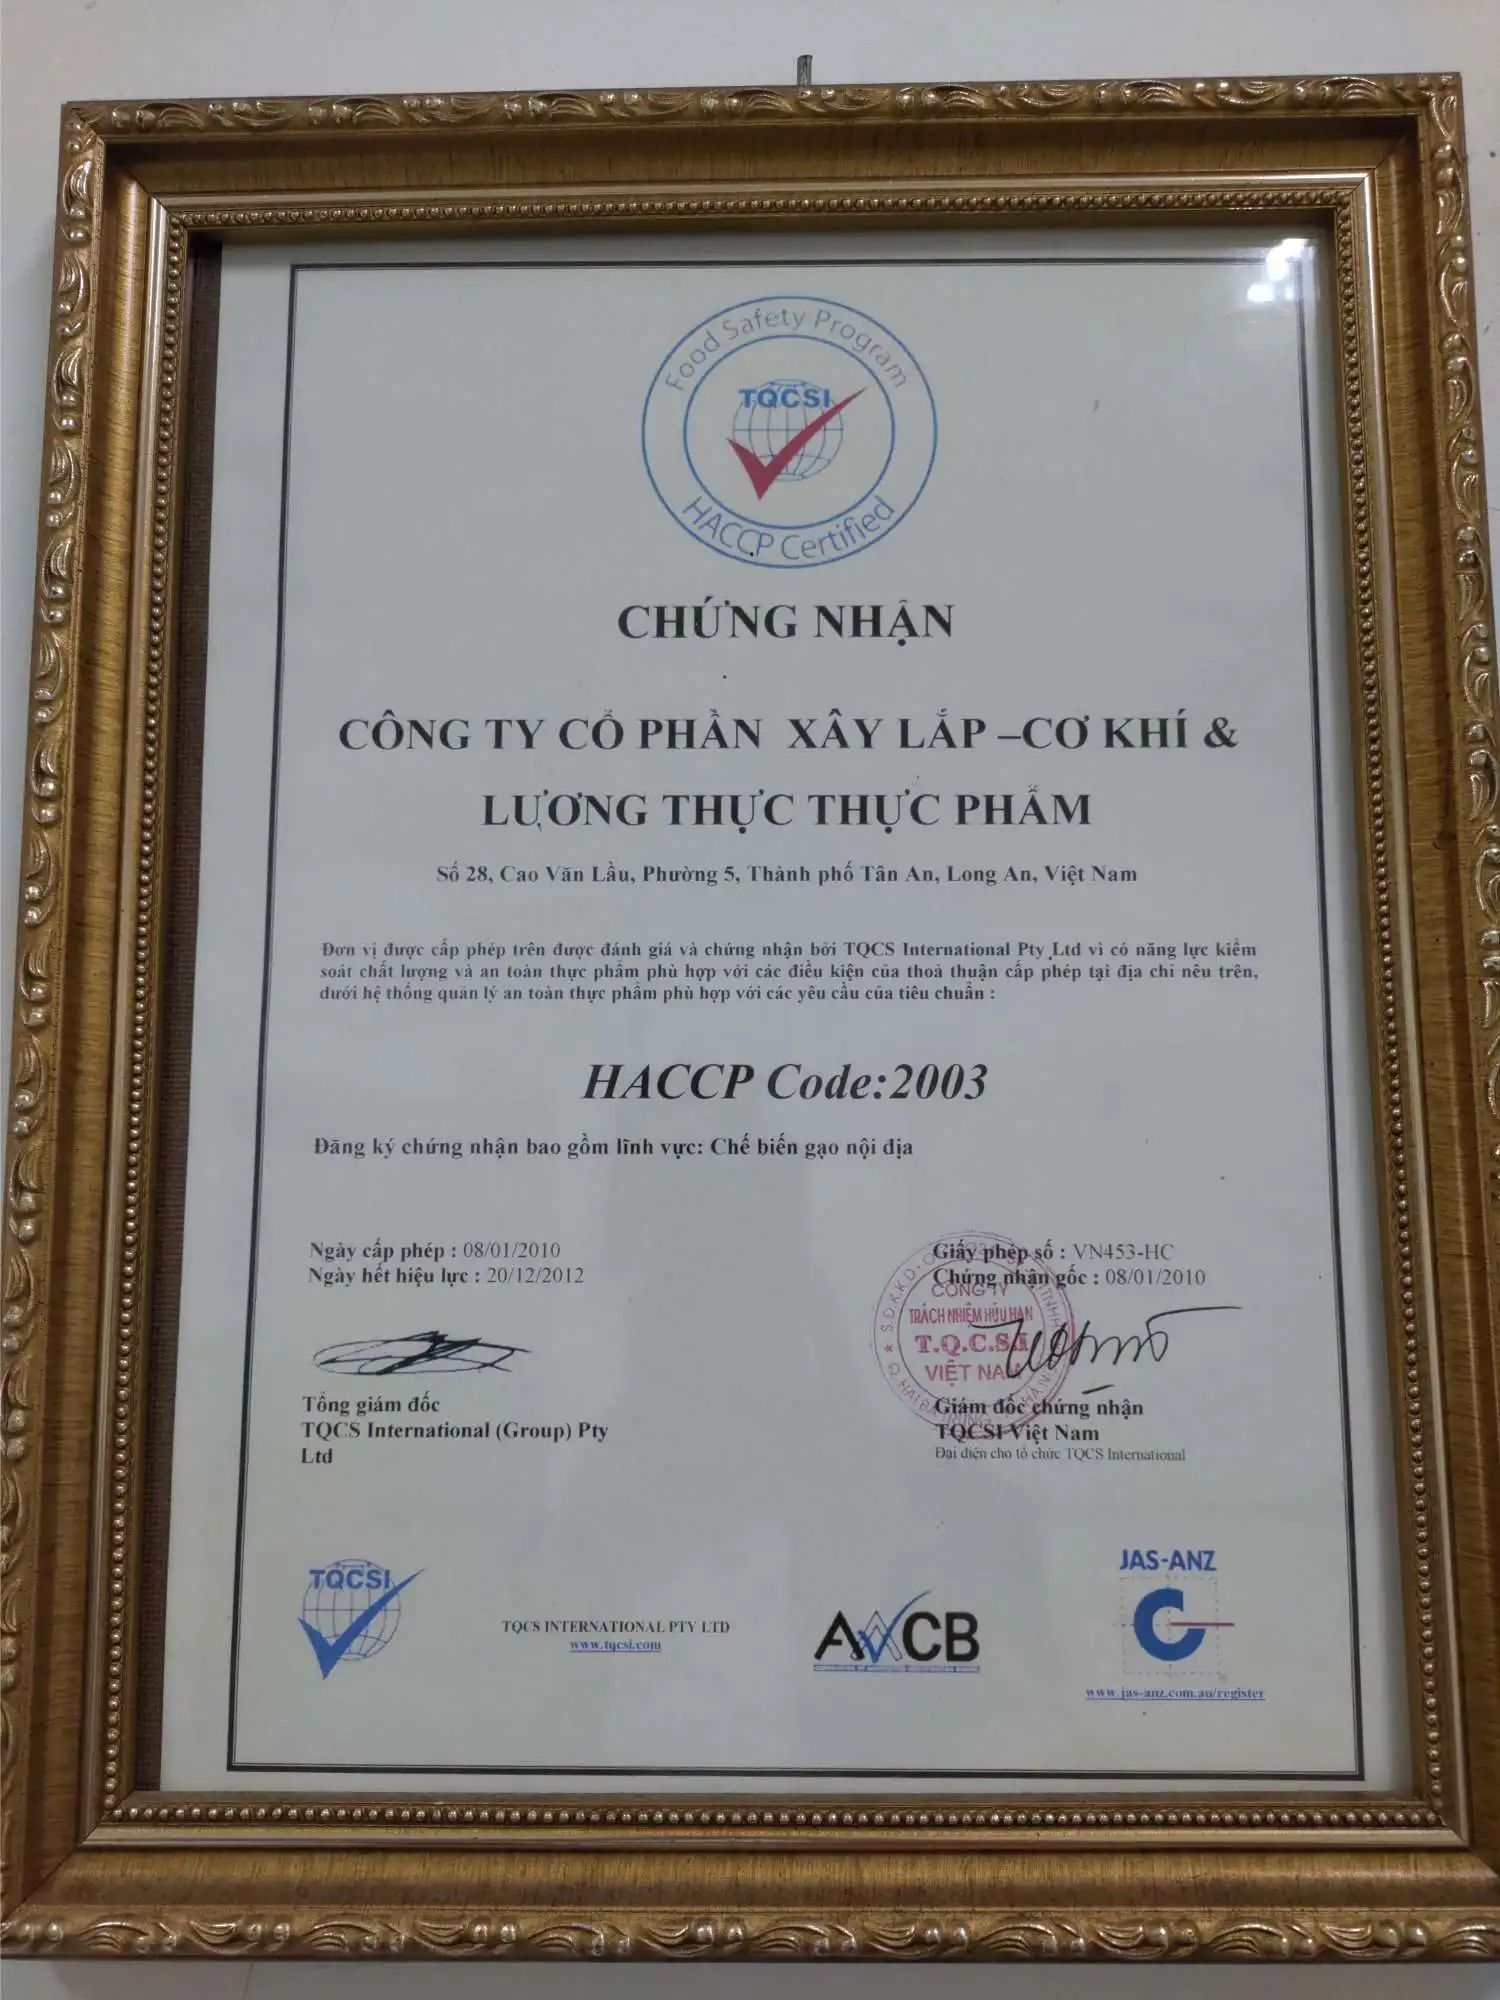 Food Safety Program
TQCSI
HACCP Certified
CHỨNG NHẬN
CÔNG TY CỔ PHẦN XÂY LẮP –CƠ KHÍ &
LƯƠNG THỰC THỰC PHẨM
Số 28, Cao Văn Lầu, Phường 5, Thành phố Tân An, Long An, Việt Nam
Đơn vị được cấp phép trên được đánh giá và chứng nhận bởi TQCS International Pty Ltd vì có năng lực kiểm
soát chất lượng và an toàn thực phẩm phù hợp với các điều kiện của thoả thuận cấp phép tại địa chỉ nêu trên,
dưới hệ thống quản lý an toàn thực phẩm phù hợp với các yêu cầu của tiêu chuẩn :
HACCP Code:2003
Đăng ký chứng nhận bao gồm lĩnh vực: Chế biến gạo nội địa
Ngày cấp phép : 08/01/2010
Ngày hết hiệu lực : 20/12/2012
Giấy phép số : VN453-HC
Chứng nhận gốc : 08/01/2010
CÔNG TY
TRÁCH NHIỆM HỮU HẠN
T.Q.C.S.I
VIỆT NAM
Tổng giám đốc
TQCS International (Group) Pty
Ltd
Giám đốc chứng nhận
TQCSI Việt Nam
Đại diện cho tổ chức TQCS International
TQCSI
TQCS INTERNATIONAL PTY LTD
www.tqcsi.com
CB
JAS-ANZ
www.jas-anz.com.au/register